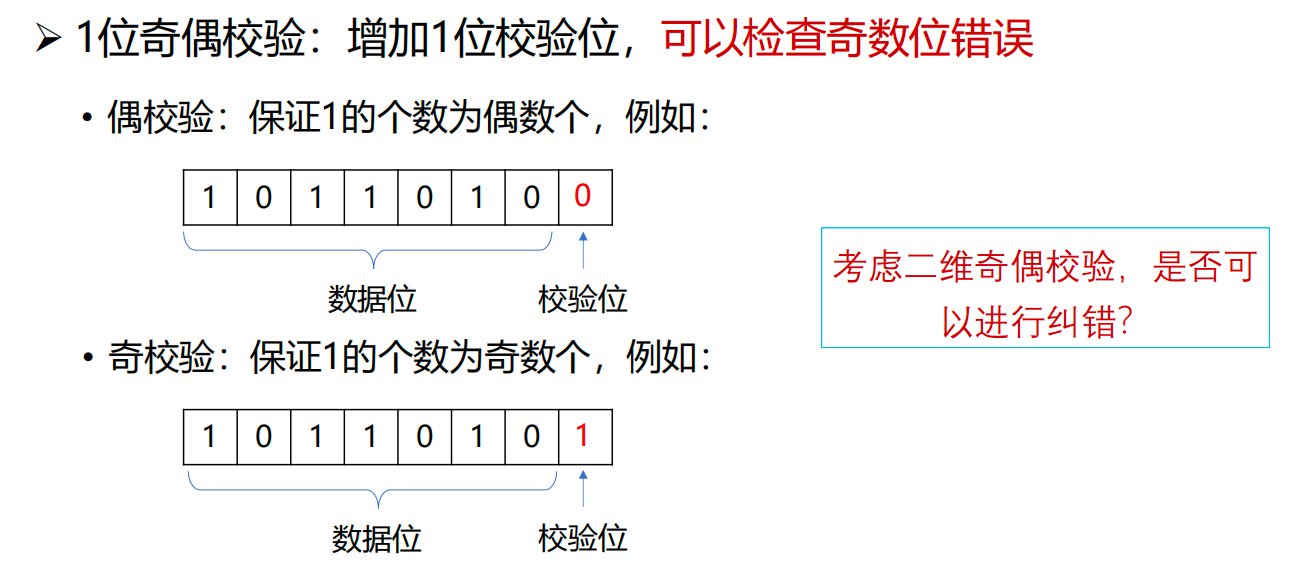 ➢ 1位奇偶校验：增加1位校验位，可以检查奇数位错误
• 偶校验：保证1的个数为偶数个，例如：
1 0 1 1 0 1 0 0
数据位 校验位
考虑二维奇偶校验，是否可
以进行纠错？
• 奇校验：保证1的个数为奇数个，例如：
1 0 1 1 0 1 0 1
数据位 校验位